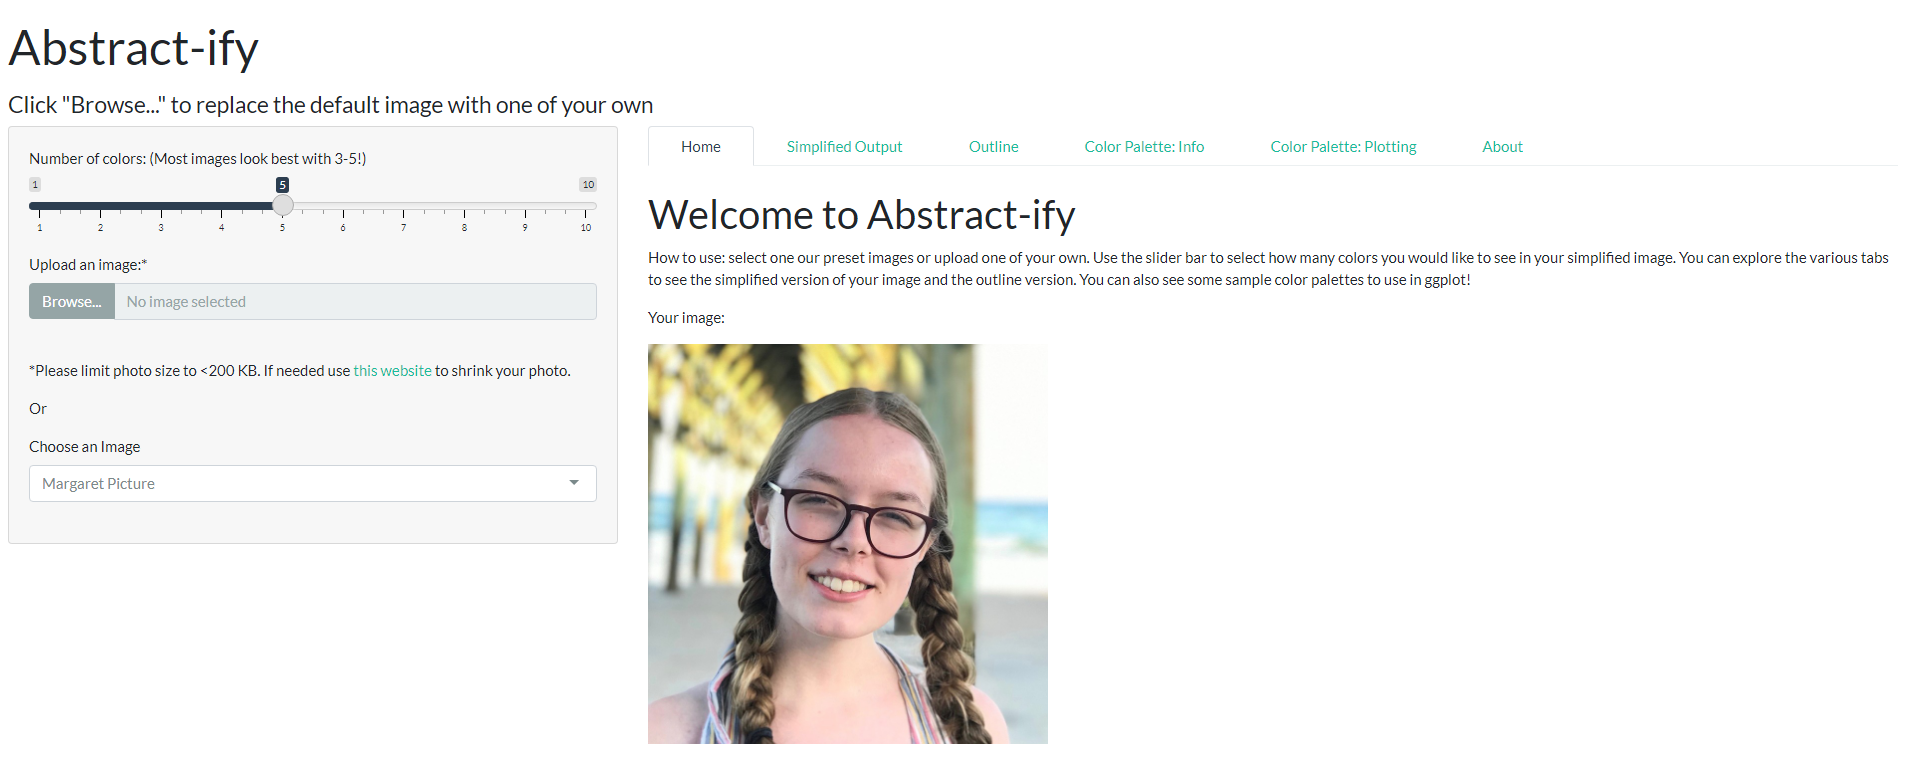 Abstract-ify
Click "Browse..." to replace the default image with one of your own
Number of colors: (Most images look best with 3-5!)
1 5 10
1 2 3 4 5 6 7 8 9 10
Upload an image:*
Browse... No image selected
*Please limit photo size to <200 KB. If needed use this website to shrink your photo.
Or
Choose an Image
Margaret Picture
Home Simplified Output Outline Color Palette: Info Color Palette: Plotting About
Welcome to Abstract-ify
How to use: select one our preset images or upload one of your own. Use the slider bar to select how many colors you would like to see in your simplified image. You can explore the various tabs
to see the simplified version of your image and the outline version. You can also see some sample color palettes to use in ggplot!
Your image: